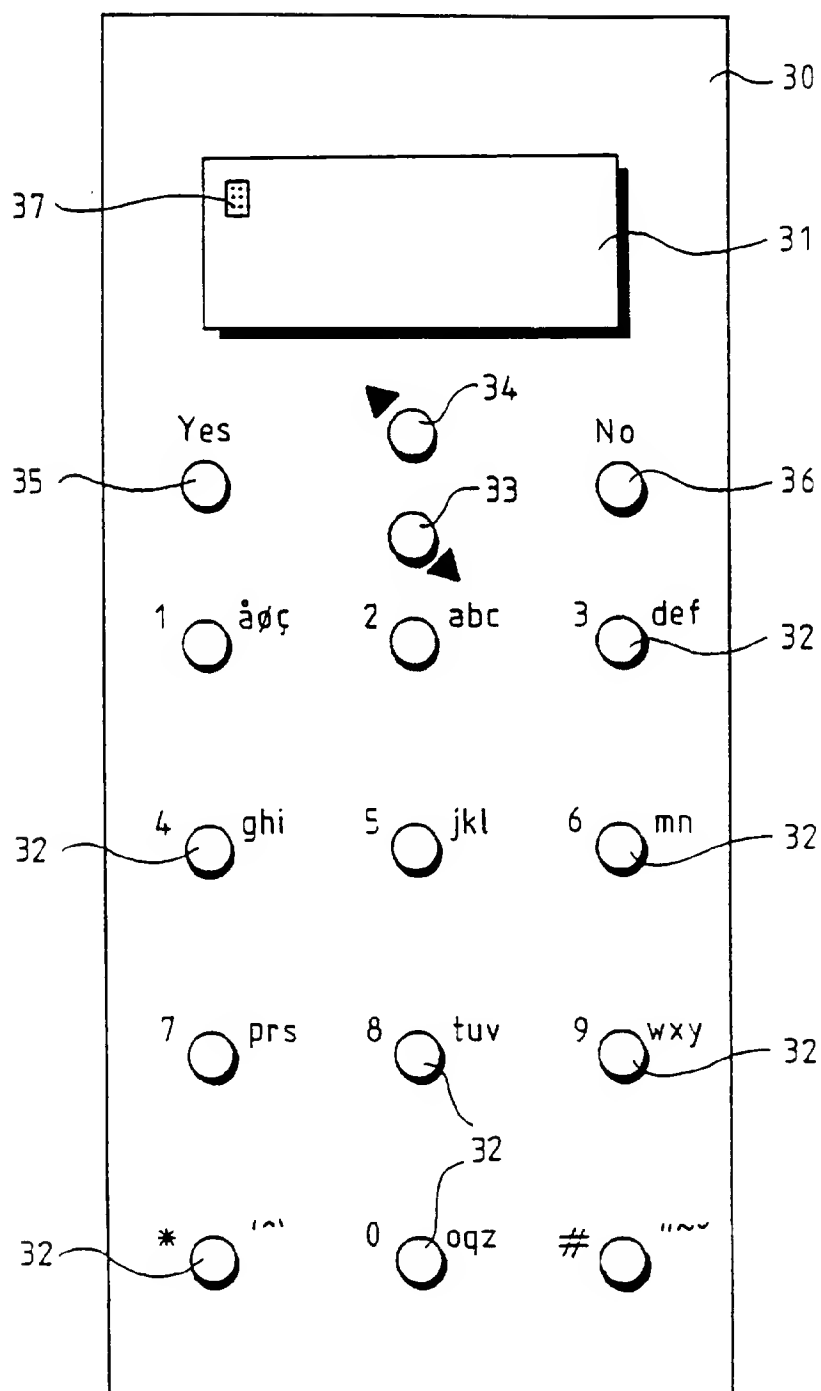 30
37
31
34
Yes No
35 33 36
1 åøç 2 abc 3 def 32
4 ghi 5 jkl 6 mn
32 32
7 prs 8 tuv 9 wxy 32
32
* ´^` 0 oqz # "~˘
32